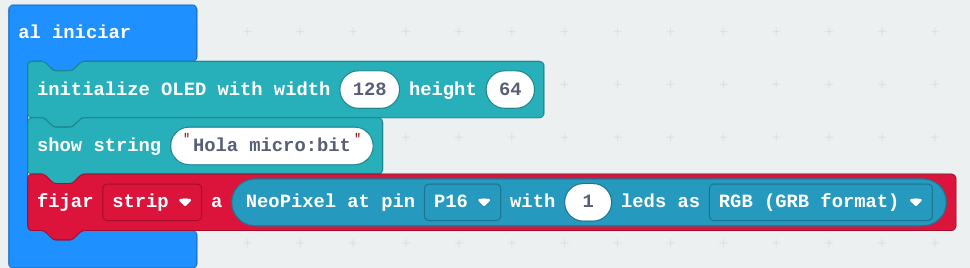 al iniciar
initialize OLED with width 128 height 64
show string "Hola micro:bit"
fijar strip a NeoPixel at pin P16 with 1 leds as RGB (GRB format)